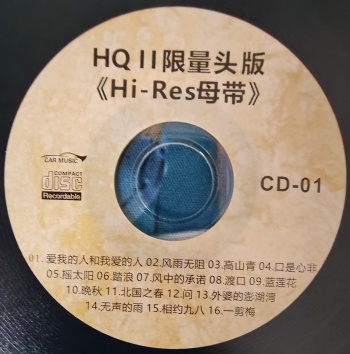 HQ II限量头版
《Hi-Res母带》
CAR MUSIC
COMPACT
disc
Recordable
CD-01
01.爱我的人和我爱的人 02.风雨无阻 03.高山青 04.口是心非
05.摇太阳 06.踏浪 07.风中的承诺 08.渡口 09.蓝莲花
10.晚秋 11.北国之春 12.问 13.外婆的澎湖湾
14.无声的雨 15.相约九八 16.一剪梅